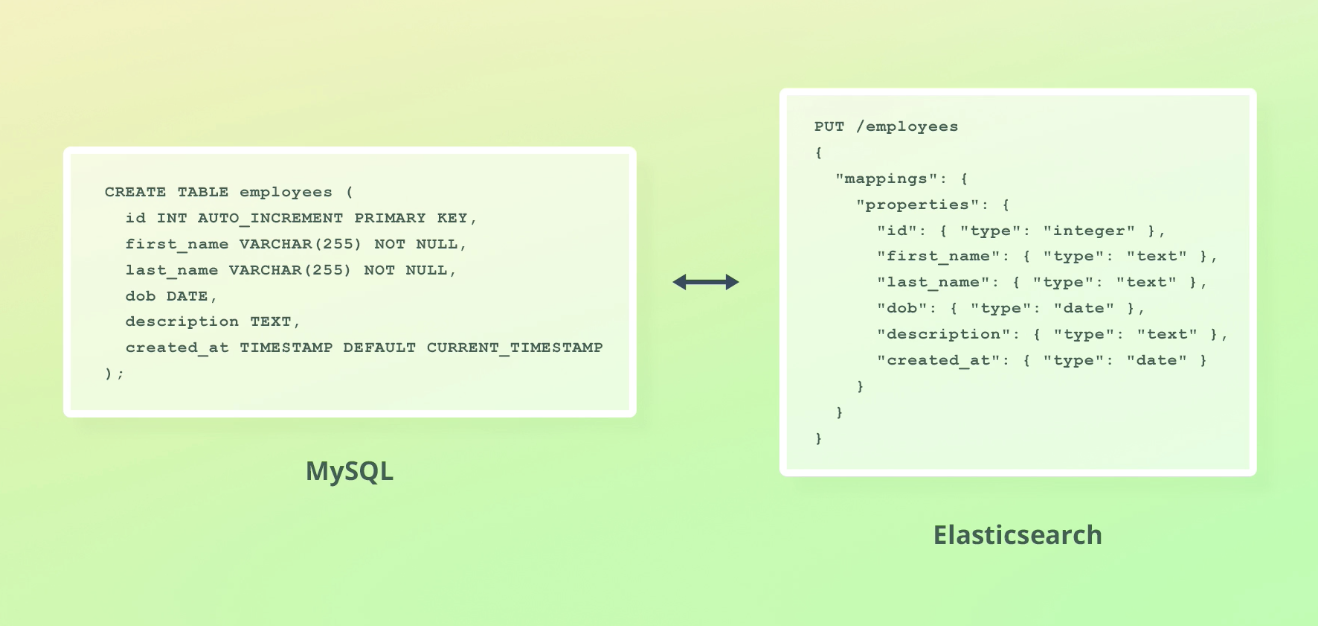 CREATE TABLE employees (
  id INT AUTO_INCREMENT PRIMARY KEY,
  first_name VARCHAR(255) NOT NULL,
  last_name VARCHAR(255) NOT NULL,
  dob DATE,
  description TEXT,
  created_at TIMESTAMP DEFAULT CURRENT_TIMESTAMP
);
MySQL
PUT /employees
{
  "mappings": {
    "properties": {
      "id": { "type": "integer" },
      "first_name": { "type": "text" },
      "last_name": { "type": "text" },
      "dob": { "type": "date" },
      "description": { "type": "text" },
      "created_at": { "type": "date" }
    }
  }
}
Elasticsearch